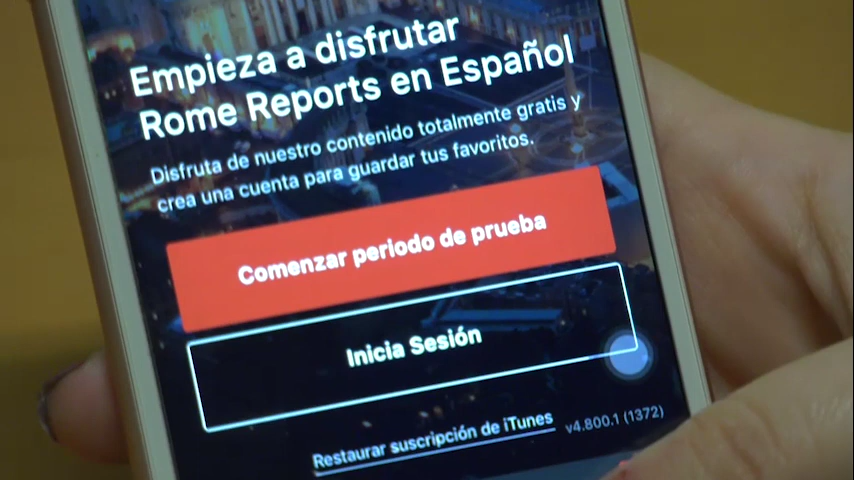 Empieza a disfrutar
Rome Reports en Español
Disfruta de nuestro contenido totalmente gratis y
crea una cuenta para guardar tus favoritos.
Comenzar periodo de prueba
Inicia Sesión
Restaurar suscripción de iTunes
v4.800.1 (1372)